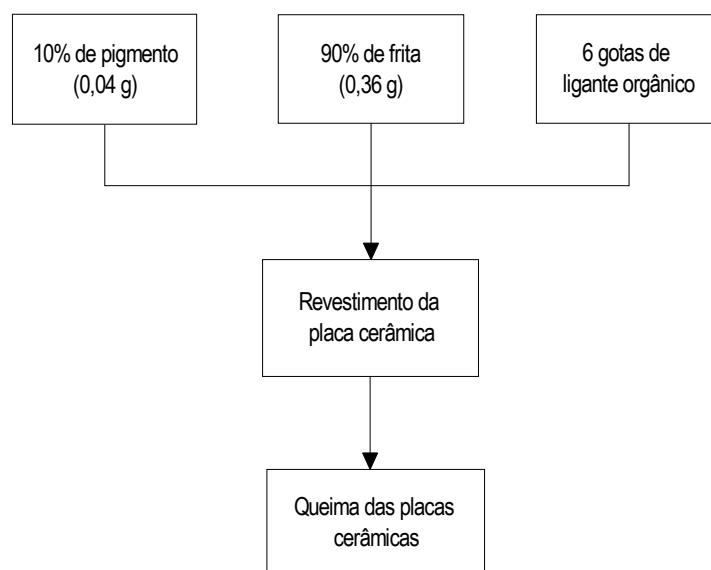 10% de pigmento
(0,04 g)
90% de frita
(0,36 g)
6 gotas de
ligante orgânico
Revestimento da
placa cerâmica
Queima das placas
cerâmicas